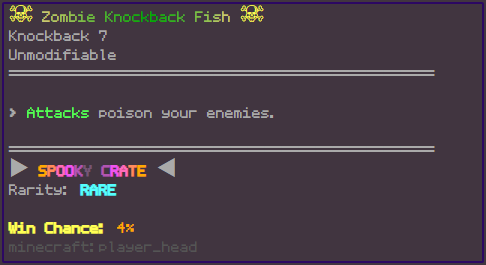 ☠ Zombie Knockback Fish ☠
Knockback 7
Unmodifiable
> Attacks poison your enemies.
▶ SPOOKY CRATE ◀
Rarity: RARE
Win Chance: 4%
minecraft:player_head